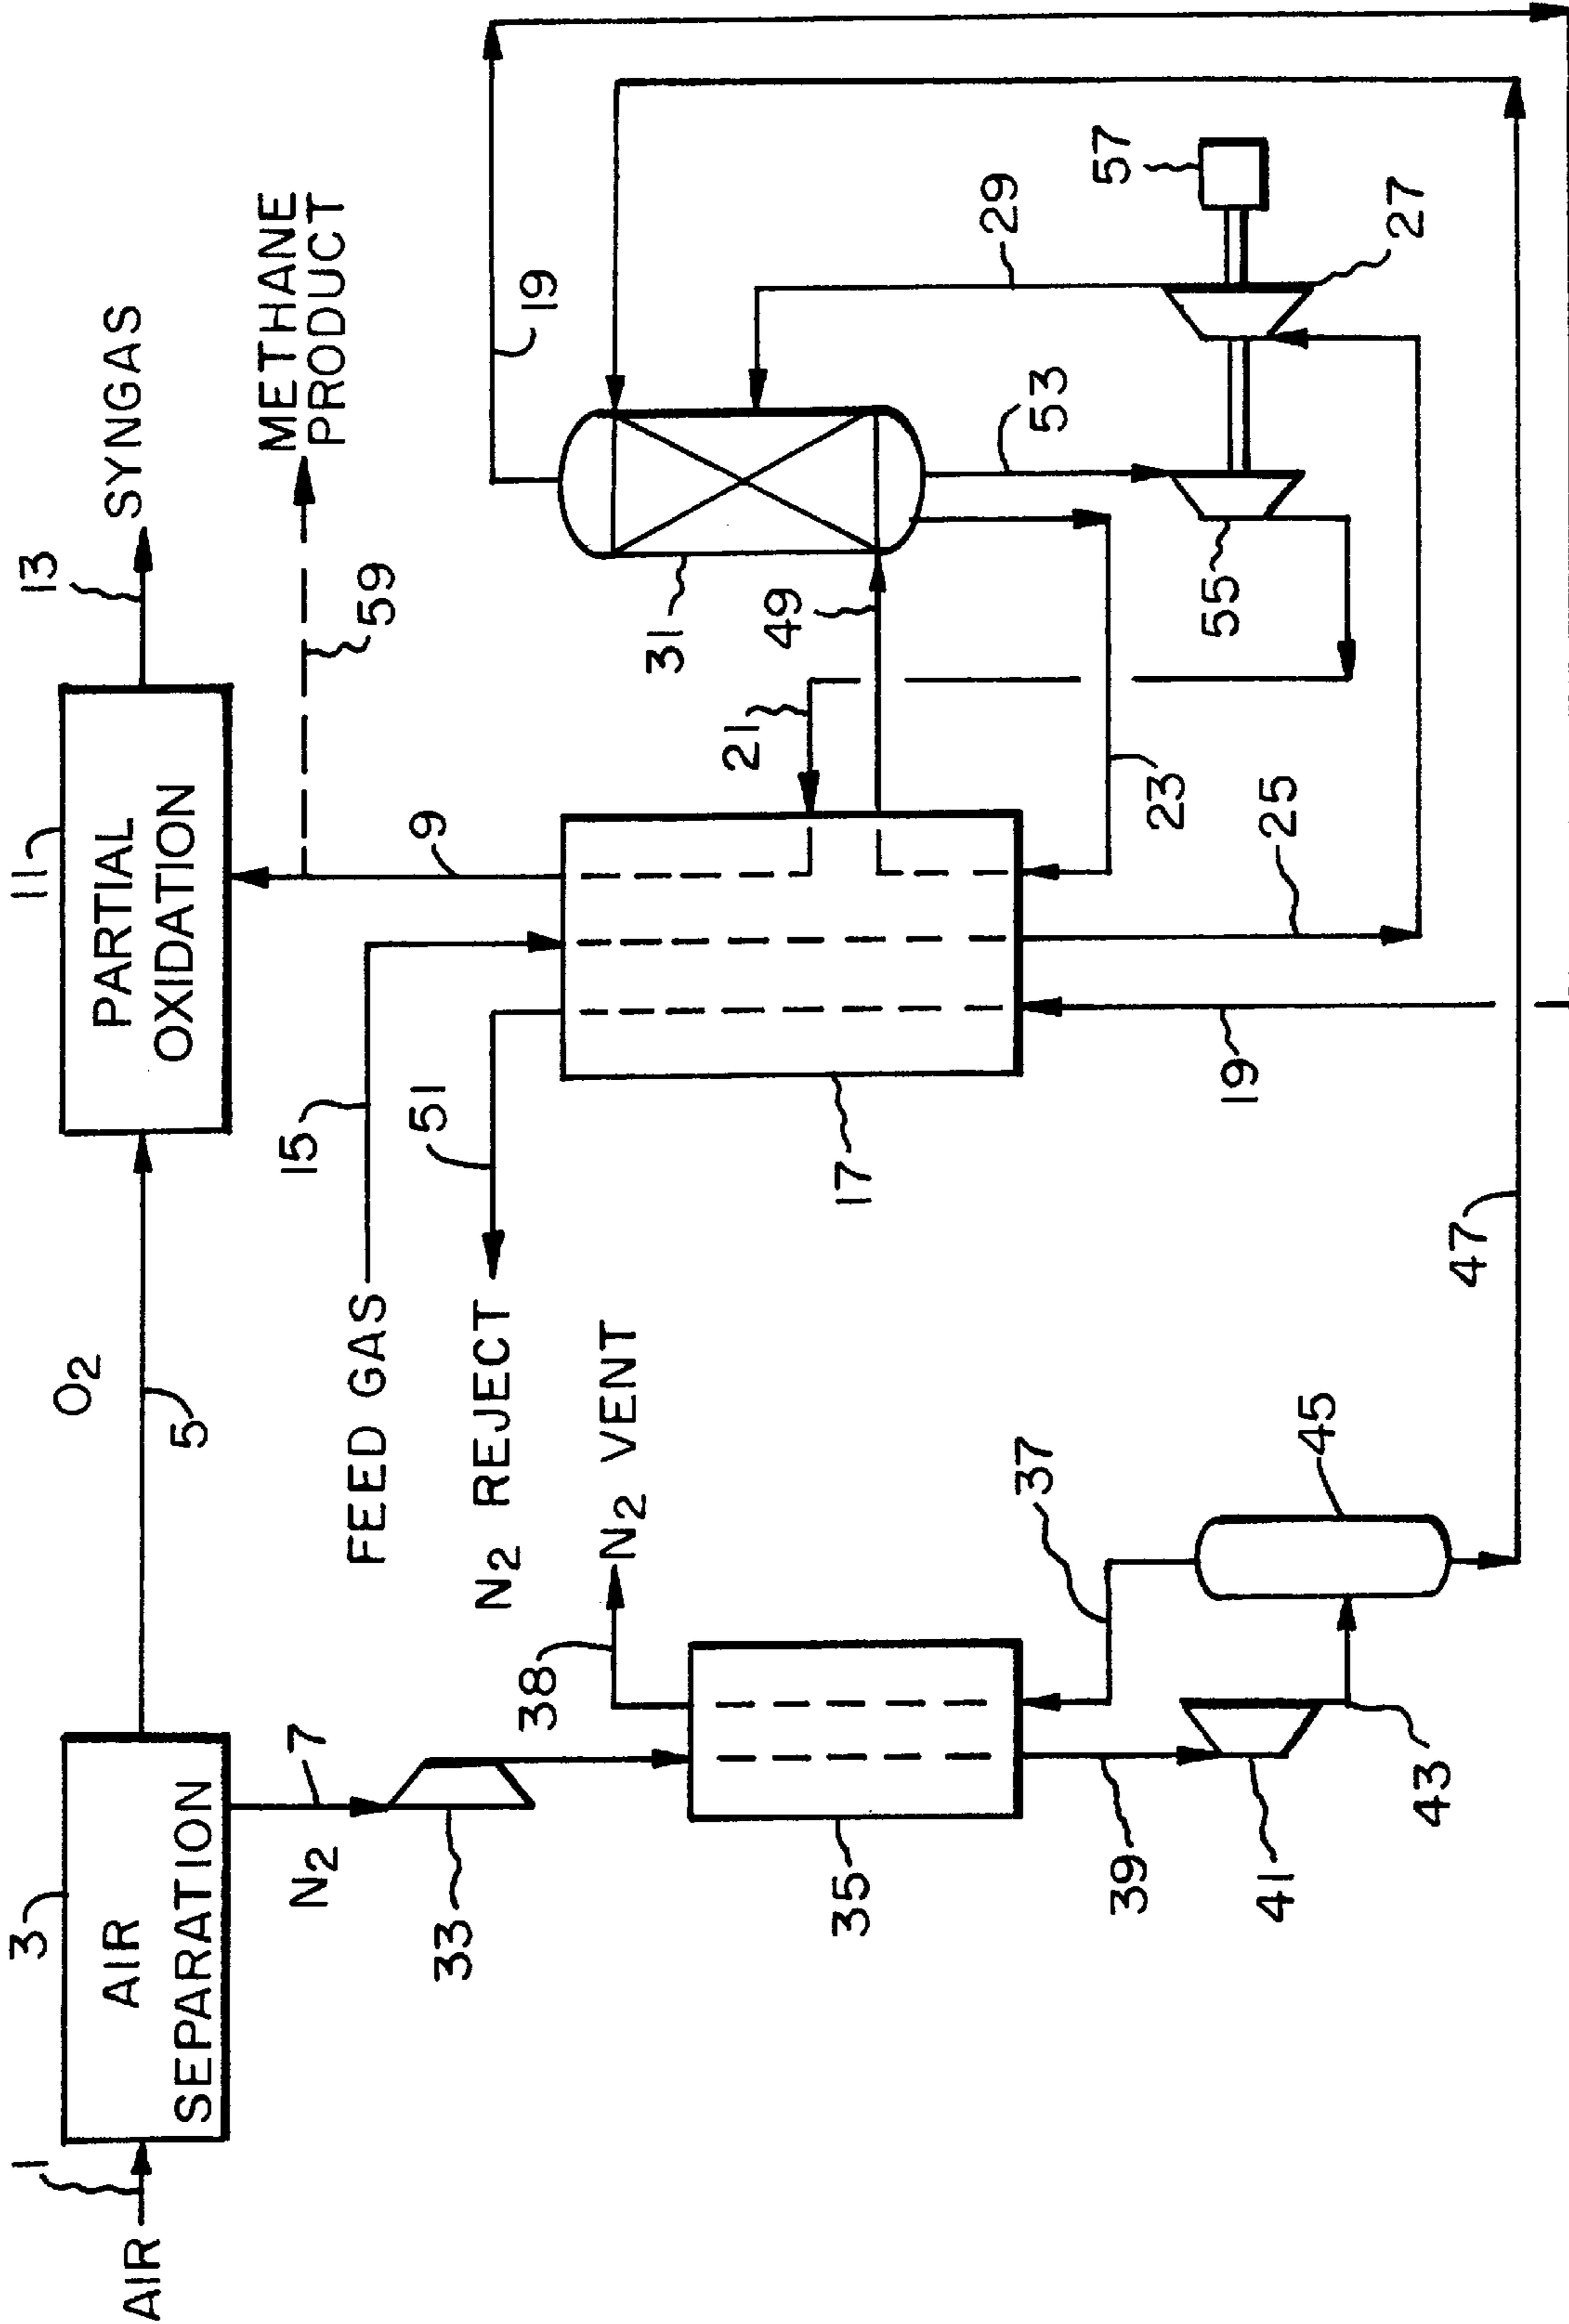 AIR
1
3
AIR
SEPARATION
O2
5
N2
7
33
11
PARTIAL
OXIDATION
13
SYNGAS
METHANE
PRODUCT
59
9
FEED GAS
15
N2 REJECT
51
N2 VENT
38
35
37
39
41
43
45
47
17
19
21
23
25
49
31
19
53
55
29
27
57